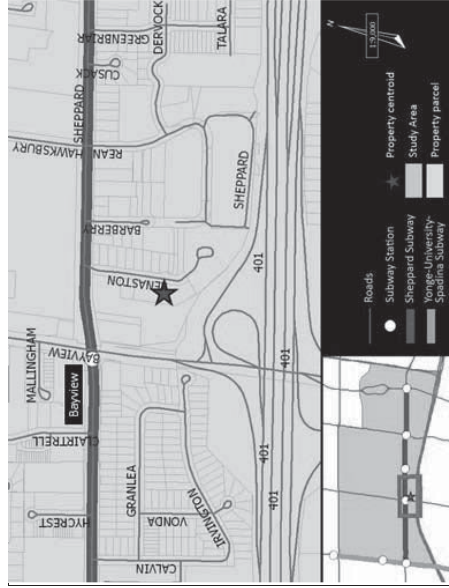 GREENBRIAR
DERVOCK
TALARA
CUSACK
SHEPPARD
HAWKSBURY
REAN
BARBERRY
SHEPPARD
ENASTON
401
MALLINGHAM
BAYVIEW
Bayview
CLAIRTRELL
401
401
401
GRANLEA
HYCREST
VONDA
IRVINGTON
CALVIN
N
1:9,000
Roads
Subway Station
Sheppard Subway
Yonge-University-
Spadina Subway
Property centroid
Study Area
Property parcel